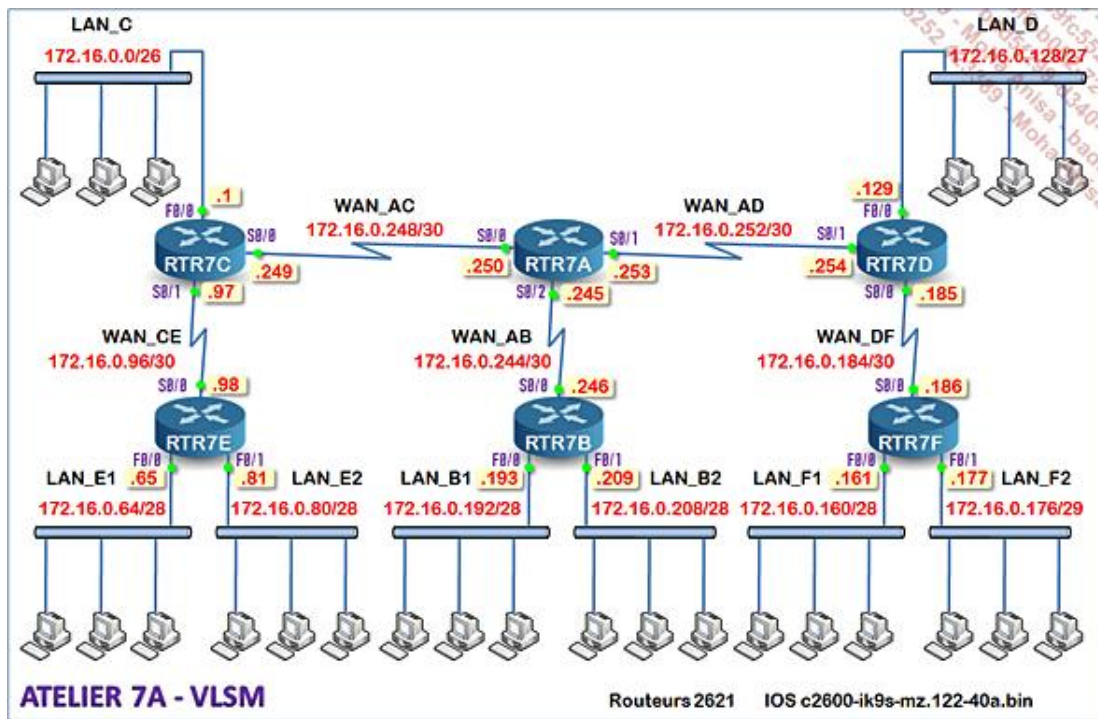 LAN_C
172.16.0.0/26
LAN_D
172.16.0.128/27
.1
F0/0
.129
F0/0
WAN_AC
172.16.0.248/30
WAN_AD
172.16.0.252/30
S0/0
RTR7C
.249
S0/0
.250
RTR7A
S0/1
.253
S0/1
.254
RTR7D
S0/1
.97
S0/2
.245
S0/0
.185
WAN_CE
172.16.0.96/30
WAN_AB
172.16.0.244/30
WAN_DF
172.16.0.184/30
S0/0
.98
S0/0
.246
S0/0
.186
RTR7E
RTR7B
RTR7F
LAN_E1
F0/0
.65
F0/1
.81
LAN_E2
LAN_B1
F0/0
.193
F0/1
.209
LAN_B2
LAN_F1
F0/0
.161
F0/1
.177
LAN_F2
172.16.0.64/28
172.16.0.80/28
172.16.0.192/28
172.16.0.208/28
172.16.0.160/28
172.16.0.176/29
ATELIER 7A - VLSM
Routeurs 2621
IOS c2600-ik9s-mz.122-40a.bin